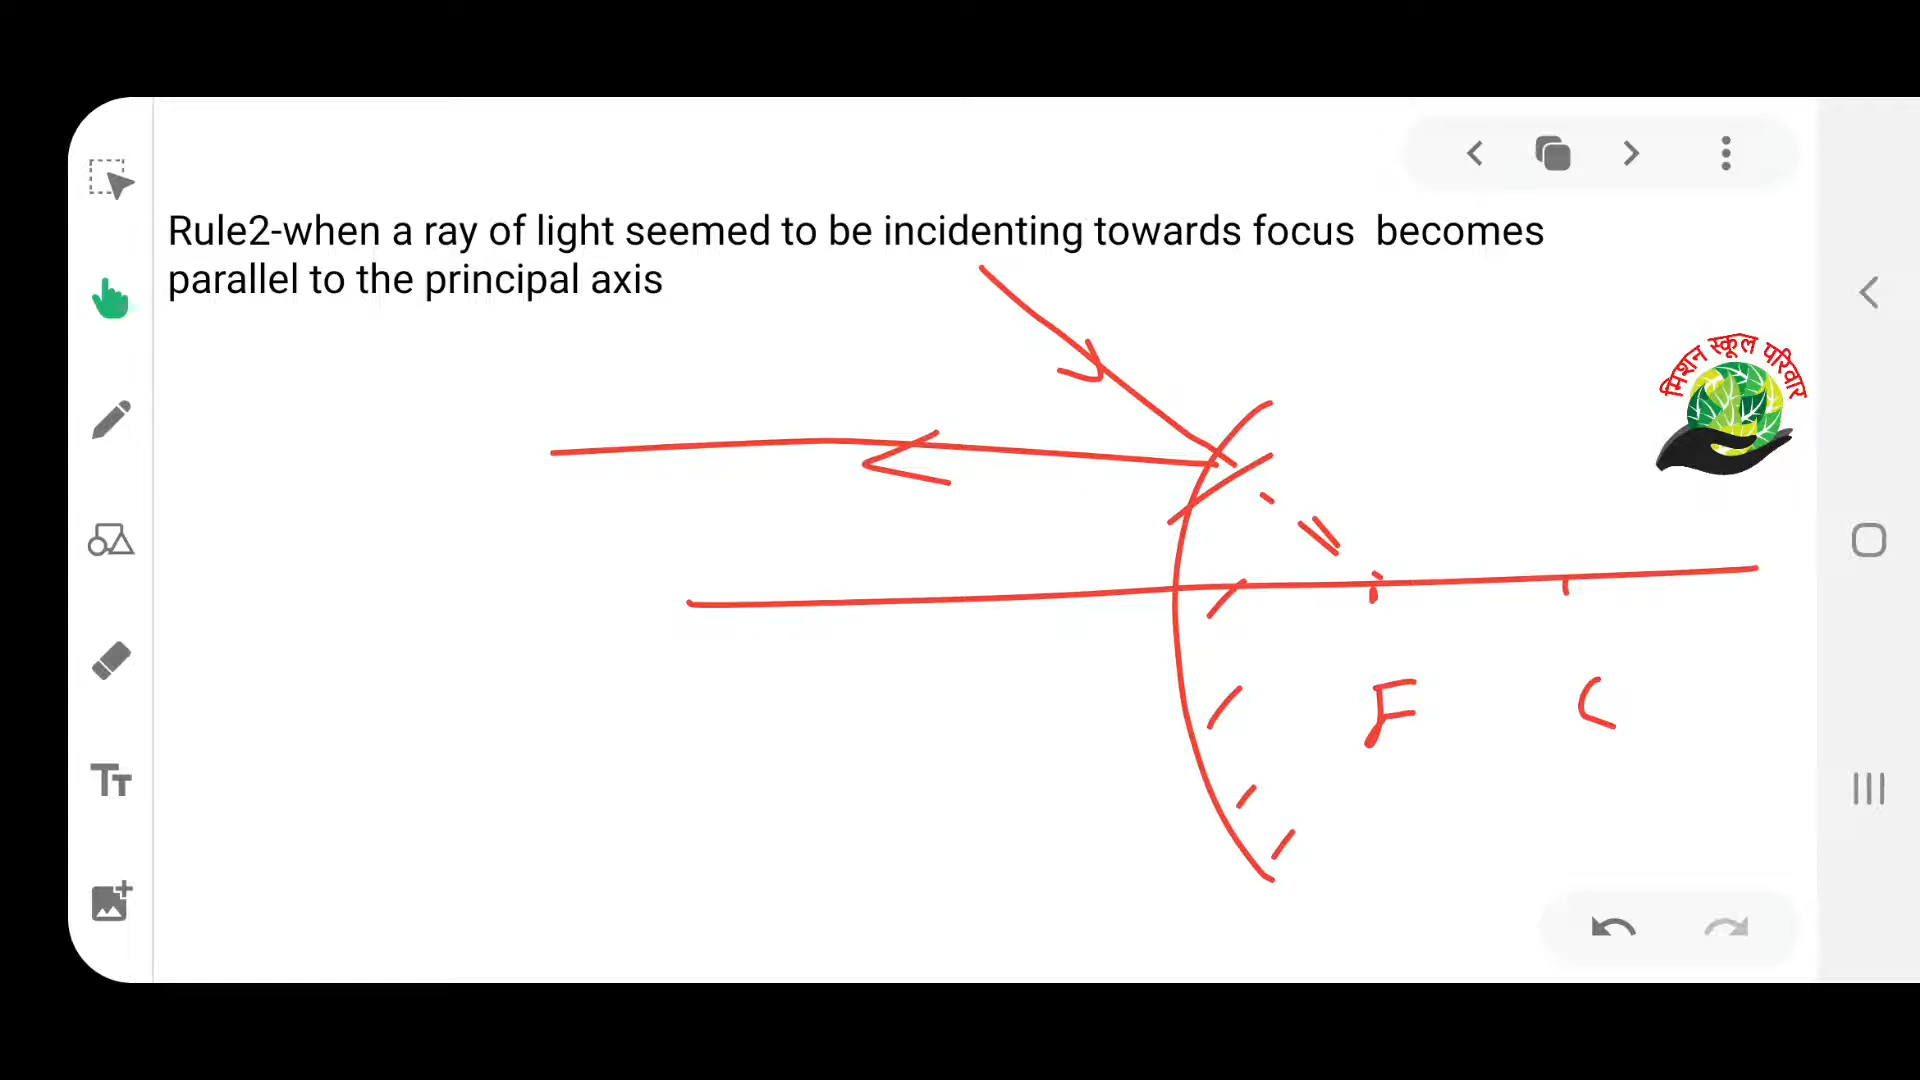 Rule2-when a ray of light seemed to be incidenting towards focus becomes
parallel to the principal axis
मिशन स्कूल परिवार
F
C